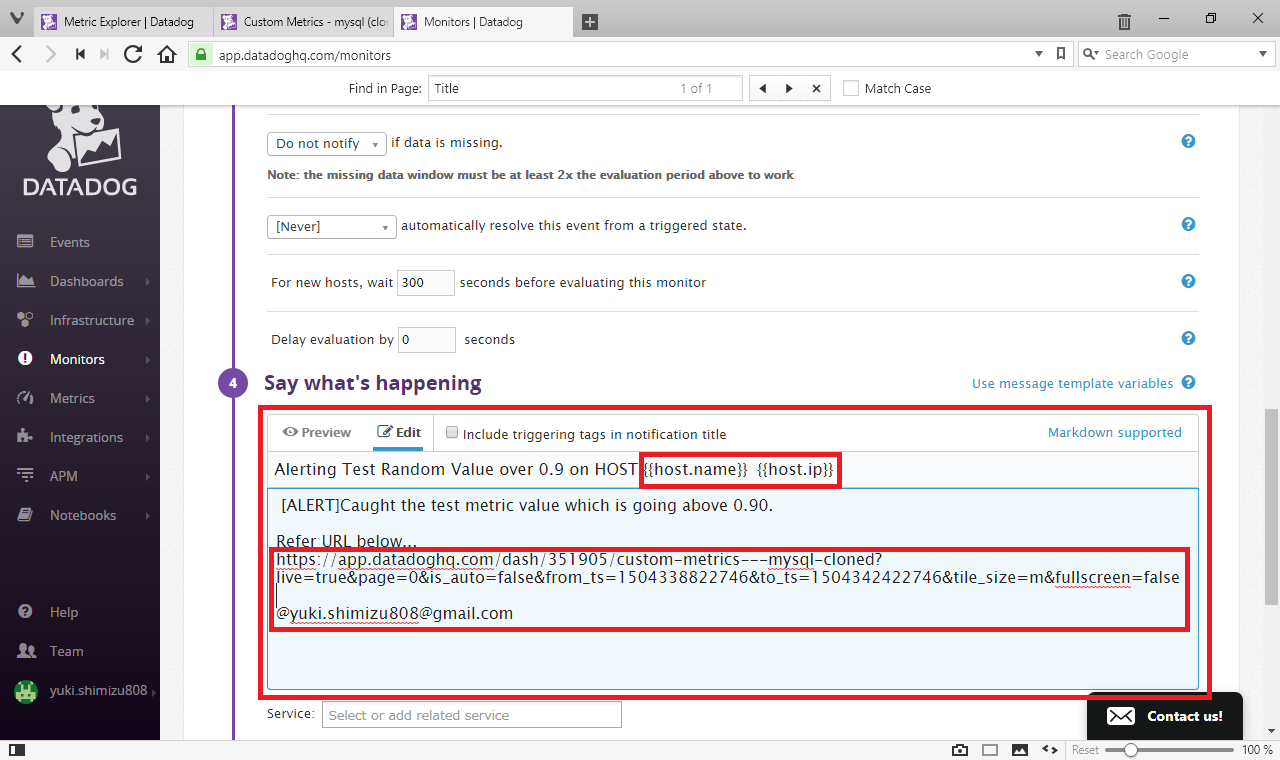 Metric Explorer | Datadog
Custom Metrics - mysql (clo
Monitors | Datadog
app.datadoghq.com/monitors
Search Google
Find in Page:
Title
1 of 1
Match Case
DATADOG
Events
Dashboards
Infrastructure
Monitors
Metrics
Integrations
APM
Notebooks
Help
Team
yuki.shimizu808
Do not notify if data is missing.
Note: the missing data window must be at least 2x the evaluation period above to work
[Never] automatically resolve this event from a triggered state.
For new hosts, wait 300 seconds before evaluating this monitor
Delay evaluation by 0 seconds
4 Say what's happening
Use message template variables
Preview
Edit
Include triggering tags in notification title
Markdown supported
Alerting Test Random Value over 0.9 on HOST {{host.name}} {{host.ip}}
[ALERT]Caught the test metric value which is going above 0.90.
Refer URL below...
https://app.datadoghq.com/dash/351905/custom-metrics---mysql-cloned?
live=true&page=0&is_auto=false&from_ts=1504338822746&to_ts=1504342422746&tile_size=m&fullscreen=false
@yuki.shimizu808@gmail.com
Service: Select or add related service
Contact us!
Reset
100 %